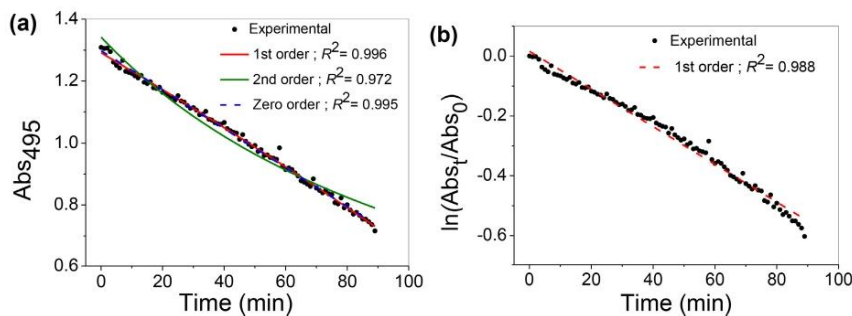 (a)
Experimental
1st order ; R²= 0.996
2nd order ; R²= 0.972
Zero order ; R²= 0.995
Abs495
1.4
1.2
1.0
0.8
0.6
0 20 40 60 80 100
Time (min)
(b)
Experimental
1st order ; R²= 0.988
ln(Abst/Abs0)
0.0
-0.2
-0.4
-0.6
0 20 40 60 80 100
Time (min)